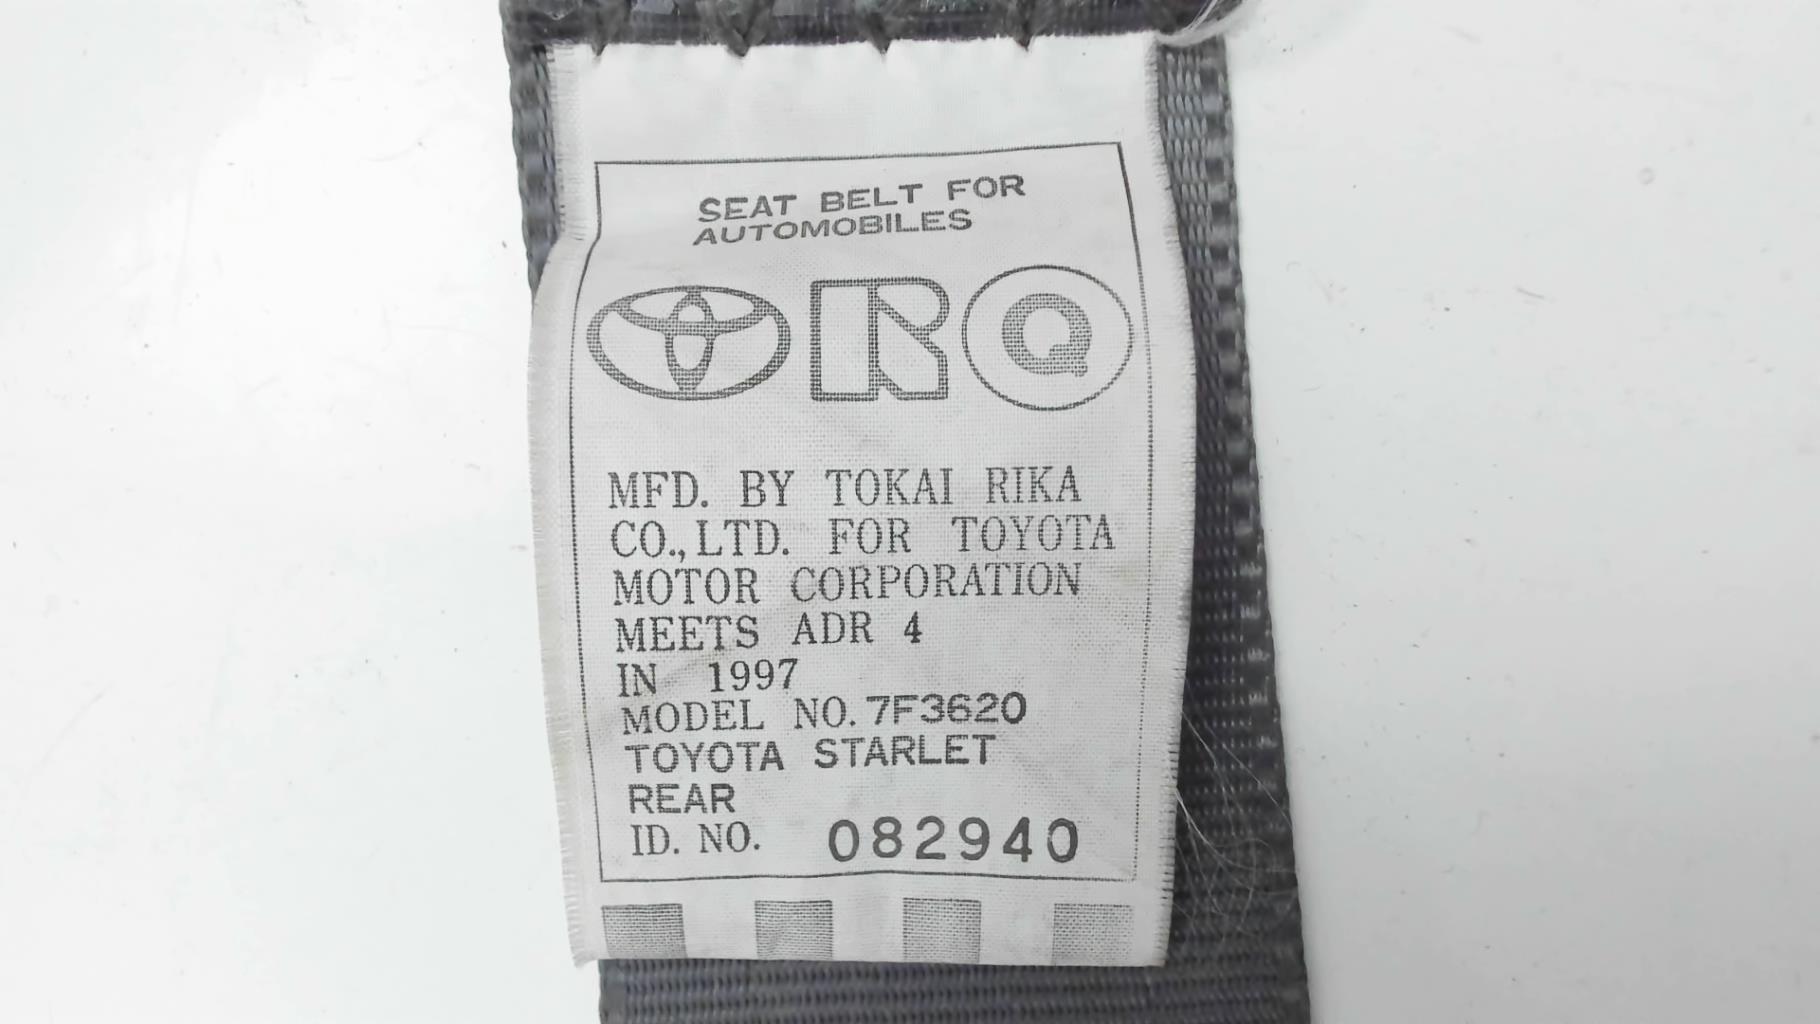 SEAT BELT FOR
AUTOMOBILES
R Q
MFD. BY TOKAI RIKA
CO.,LTD. FOR TOYOTA
MOTOR CORPORATION
MEETS ADR 4
IN 1997
MODEL NO. 7F3620
TOYOTA STARLET
REAR
ID. NO. 082940